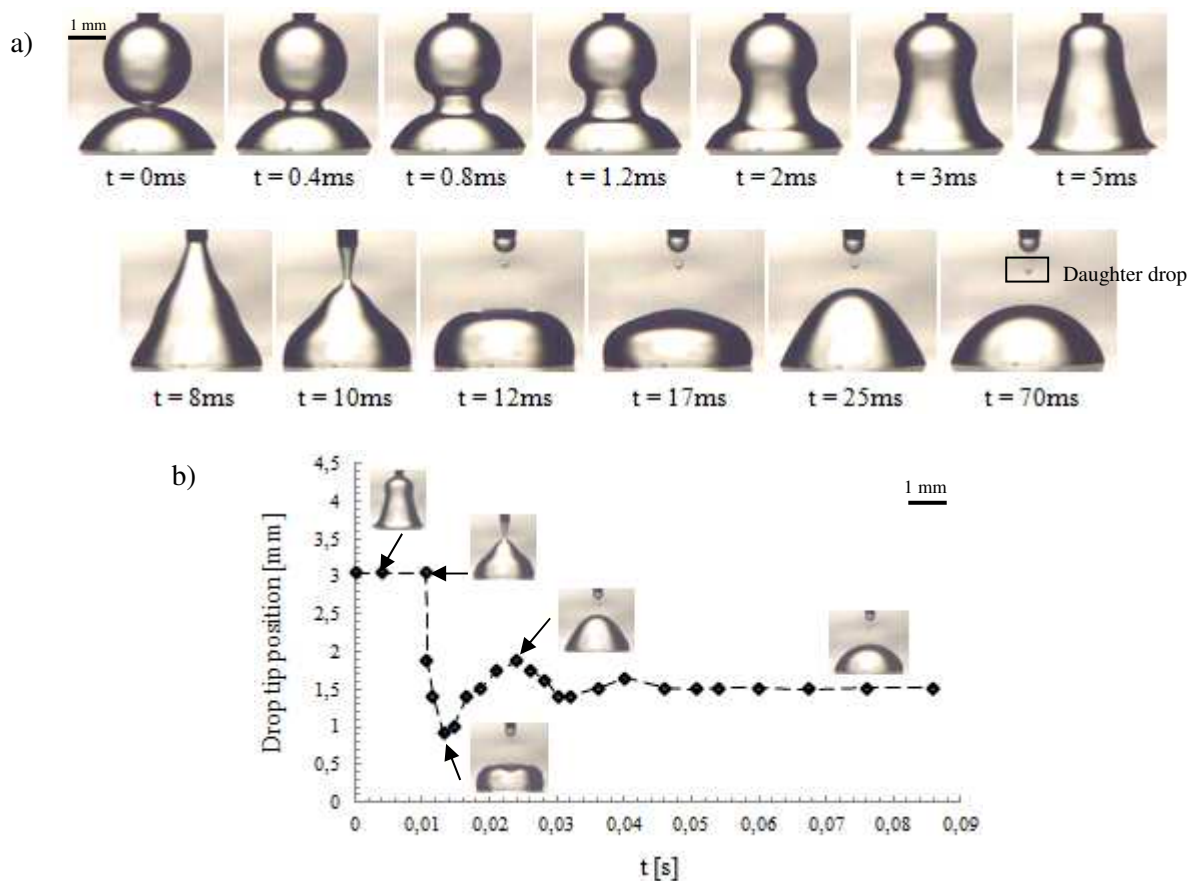 a)
1 mm
t = 0ms t = 0.4ms t = 0.8ms t = 1.2ms t = 2ms t = 3ms t = 5ms
Daughter drop
t = 8ms t = 10ms t = 12ms t = 17ms t = 25ms t = 70ms
b)
1 mm
Drop tip position [mm]
4,5
4
3,5
3
2,5
2
1,5
1
0,5
0
0 0,01 0,02 0,03 0,04 0,05 0,06 0,07 0,08 0,09
t [s]